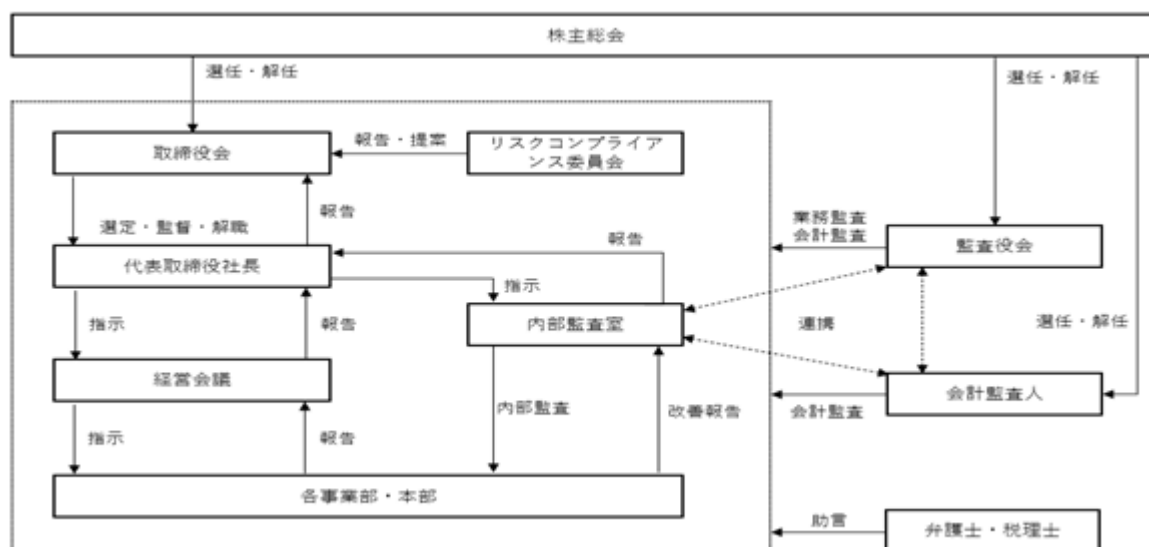 株主総会
選任・解任
選任・解任
取締役会
報告・提案
リスクコンプライア
ンス委員会
選定・監督・解職
報告
業務監査
会計監査
監査役会
代表取締役社長
報告
指示
内部監査室
連携
選任・解任
指示
報告
経営会議
会計監査人
内部監査
改善報告
会計監査
指示
報告
各事業部・本部
助言
弁護士・税理士